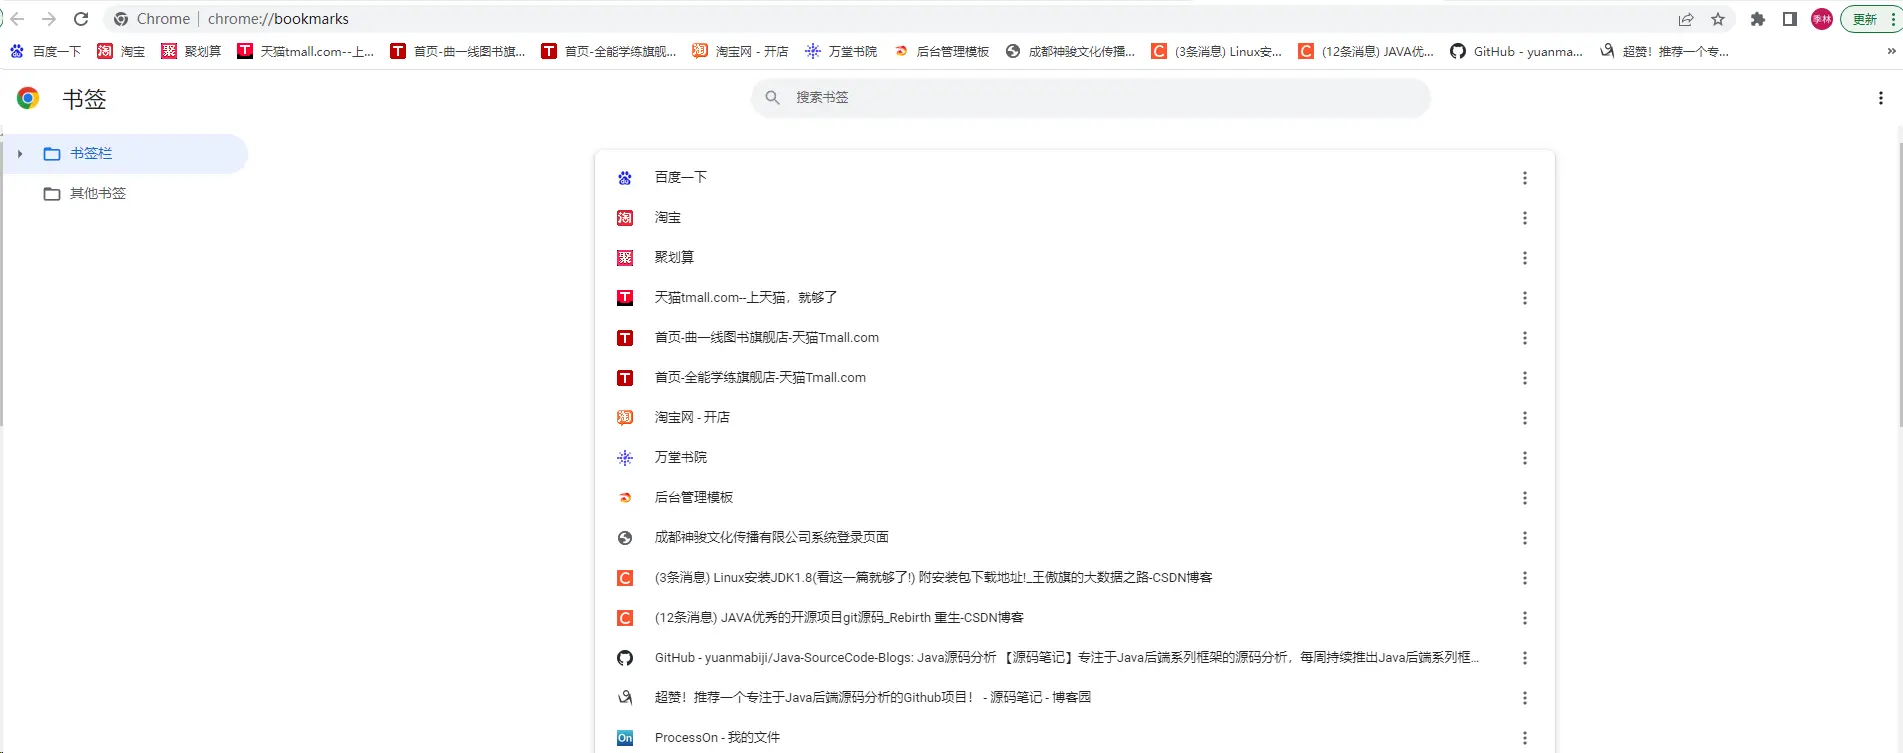 Chrome | chrome://bookmarks 季林 更新
百度一下 淘宝 聚划算 天猫tmall.com--上... 首页-曲一线图书旗... 首页-全能学练旗舰... 淘宝网 - 开店 万堂书院 后台管理模板 成都神骏文化传播... (3条消息) Linux安... (12条消息) JAVA优... GitHub - yuanma... 超赞！推荐一个专... »
书签 搜索书签
书签栏
其他书签
百度一下
淘宝
聚划算
天猫tmall.com--上天猫，就够了
首页-曲一线图书旗舰店-天猫Tmall.com
首页-全能学练旗舰店-天猫Tmall.com
淘宝网 - 开店
万堂书院
后台管理模板
成都神骏文化传播有限公司系统登录页面
(3条消息) Linux安装JDK1.8(看这一篇就够了!) 附安装包下载地址!_王傲旗的大数据之路-CSDN博客
(12条消息) JAVA优秀的开源项目git源码_Rebirth 重生-CSDN博客
GitHub - yuanmabiji/Java-SourceCode-Blogs: Java源码分析 【源码笔记】专注于Java后端系列框架的源码分析，每周持续推出Java后端系列框...
超赞！推荐一个专注于Java后端源码分析的Github项目！ - 源码笔记 - 博客园
ProcessOn - 我的文件